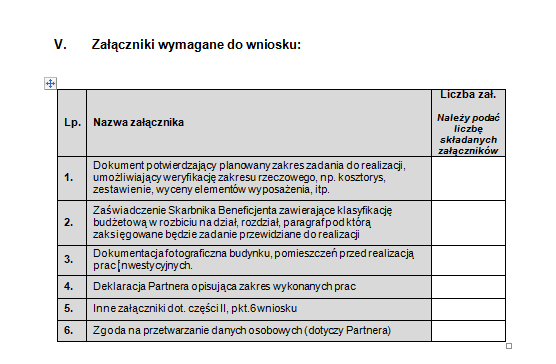 V. Załączniki wymagane do wniosku:
Lp.
Nazwa załącznika
Liczba zał.
Należy podać
liczbę
składanych
załączników
1.
Dokument potwierdzający planowany zakres zadania do realizacji,
umożliwiający weryfikację zakresu rzeczowego, np. kosztorys,
zestawienie, wyceny elementów wyposażenia, itp.
2.
Zaświadczenie Skarbnika Beneficjenta zawierające klasyfikację
budżetową w rozbiciu na dział, rozdział, paragraf pod którą
zaksięgowane będzie zadanie przewidziane do realizacji
3.
Dokumentacja fotograficzna budynku, pomieszczeń przed realizacją
prac inwestycyjnych.
4.
Deklaracja Partnera opisująca zakres wykonanych prac
5.
Inne załączniki dot. części II, pkt.6 wniosku
6.
Zgoda na przetwarzanie danych osobowych (dotyczy Partnera)